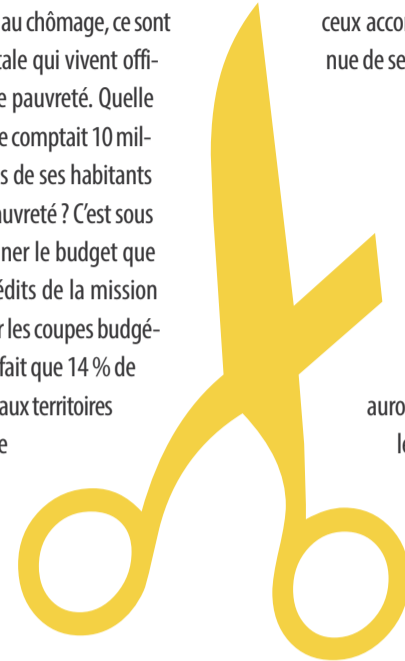 au chômage, ce sont
tale qui vivent offi-
e pauvreté. Quelle
e comptait 10 mil-
s de ses habitants
auvreté ? C'est sous
ner le budget que
édits de la mission
r les coupes budgé-
fait que 14 % de
aux territoires
e
ceux accor
nue de se
auro
le